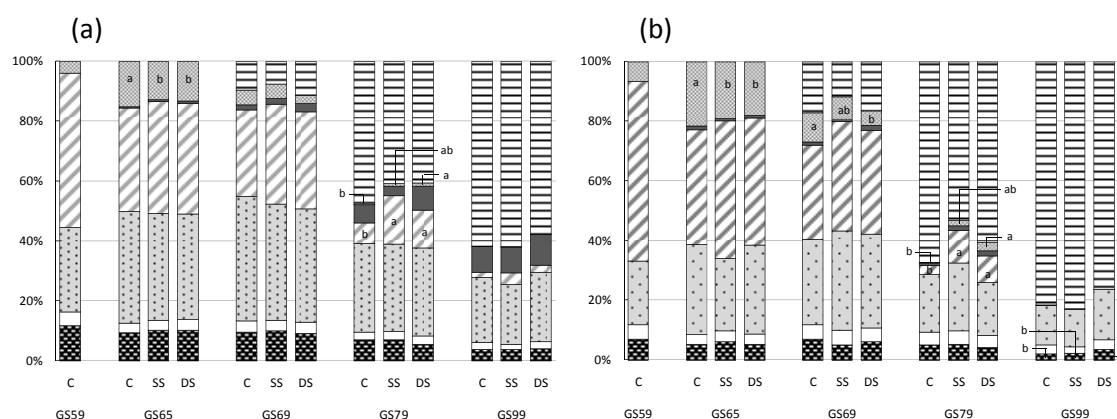 (a)
100%
80%
60%
40%
20%
0%
a b b
ab
b a
b a a
C C SS DS C SS DS C SS DS C SS DS
GS59 GS65 GS69 GS79 GS99
(b)
100%
80%
60%
40%
20%
0%
a b b
a ab b
ab
b a
b a a
b b
C C SS DS C SS DS C SS DS C SS DS
GS59 GS65 GS69 GS79 GS99